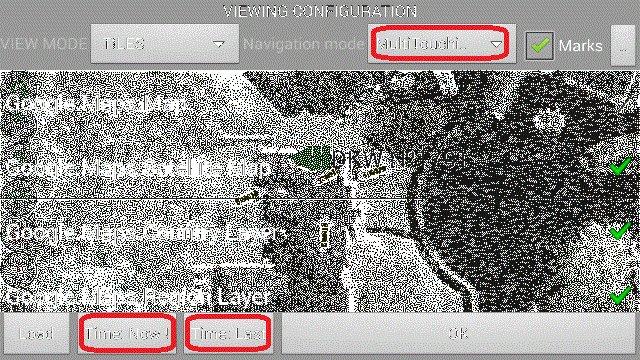 VIEWING CONFIGURATION
VIEW MODE TILES Navigation mode MultiTouch1.. Marks ..
Google Maps Map
Google Maps Satellite Map
Google Maps Country Layer
Google Maps Region Layer
Load Time: Now ! Time: Last OK